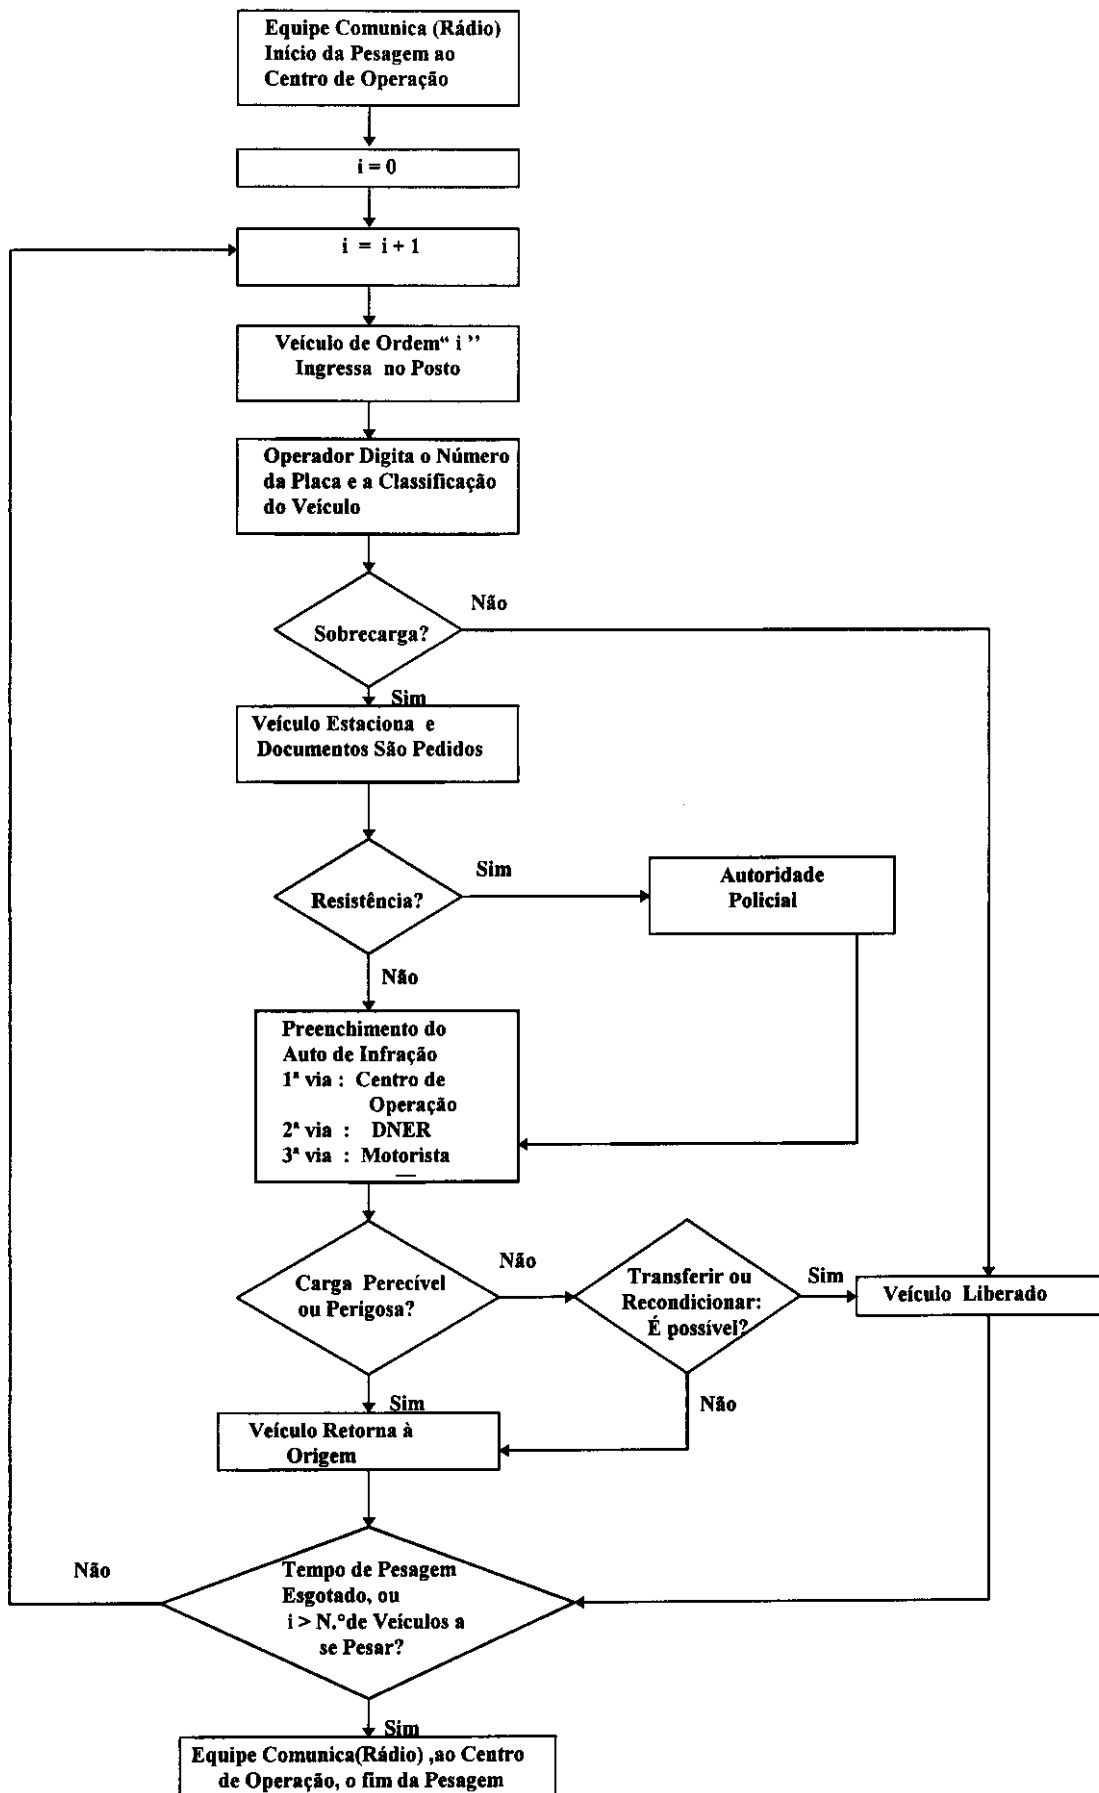 Equipe Comunica (Rádio)
Início da Pesagem ao
Centro de Operação
i = 0
i = i + 1
Veículo de Ordem“ i ”
Ingressa no Posto
Operador Digita o Número
da Placa e a Classificação
do Veículo
Não
Sobrecarga?
Sim
Veículo Estaciona e
Documentos São Pedidos
Sim
Resistência?
Autoridade
Policial
Não
Preenchimento do
Auto de Infração
1ª via : Centro de
Operação
2ª via : DNER
3ª via : Motorista
Carga Perecível
ou Perigosa?
Não
Transferir ou
Recondicionar:
É possível?
Sim
Veículo Liberado
Sim
Não
Veículo Retorna à
Origem
Não
Tempo de Pesagem
Esgotado, ou
i > N.º de Veículos a
se Pesar?
Sim
Equipe Comunica(Rádio) ,ao Centro
de Operação, o fim da Pesagem